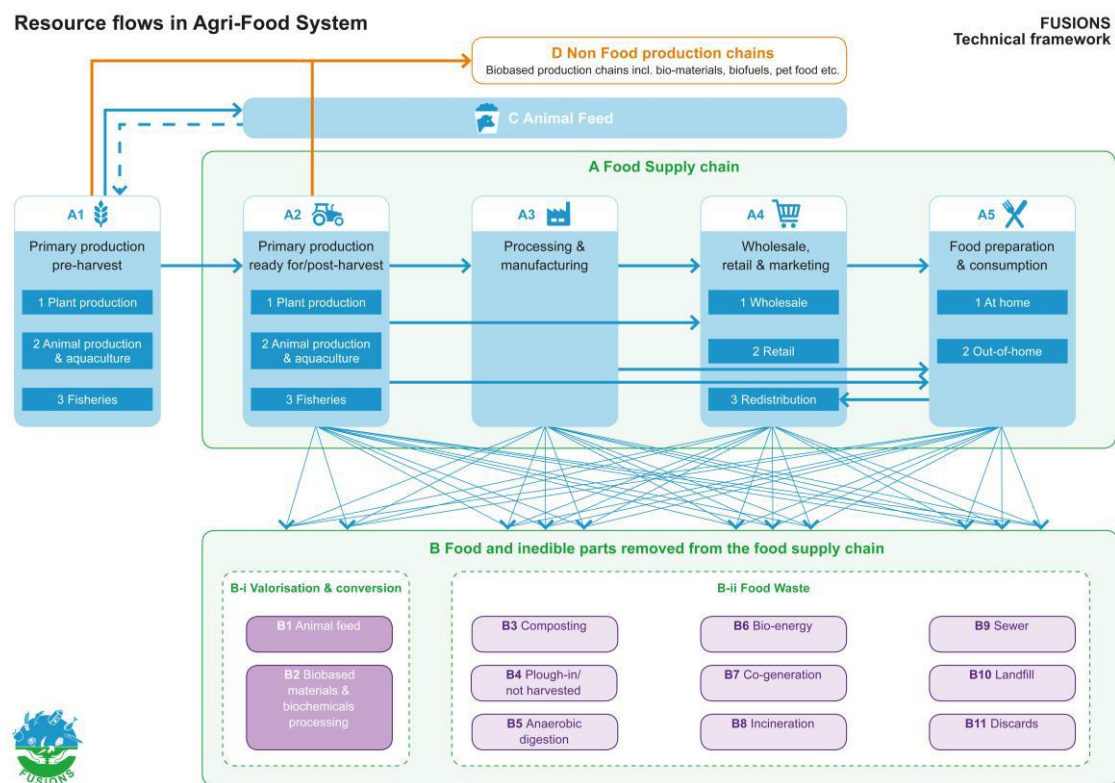 Resource flows in Agri-Food System
FUSIONS
Technical framework
D Non Food production chains
Biobased production chains incl. bio-materials, biofuels, pet food etc.
C Animal Feed
A Food Supply chain
A1
Primary production
pre-harvest
1 Plant production
2 Animal production
& aquaculture
3 Fisheries
A2
Primary production
ready for/post-harvest
1 Plant production
2 Animal production
& aquaculture
3 Fisheries
A3
Processing &
manufacturing
A4
Wholesale,
retail & marketing
1 Wholesale
2 Retail
3 Redistribution
A5
Food preparation
& consumption
1 At home
2 Out-of-home
B Food and inedible parts removed from the food supply chain
B-i Valorisation & conversion
B1 Animal feed
B2 Biobased
materials &
biochemicals
processing
B-ii Food Waste
B3 Composting
B4 Plough-in/
not harvested
B5 Anaerobic
digestion
B6 Bio-energy
B7 Co-generation
B8 Incineration
B9 Sewer
B10 Landfill
B11 Discards
FUSIONS